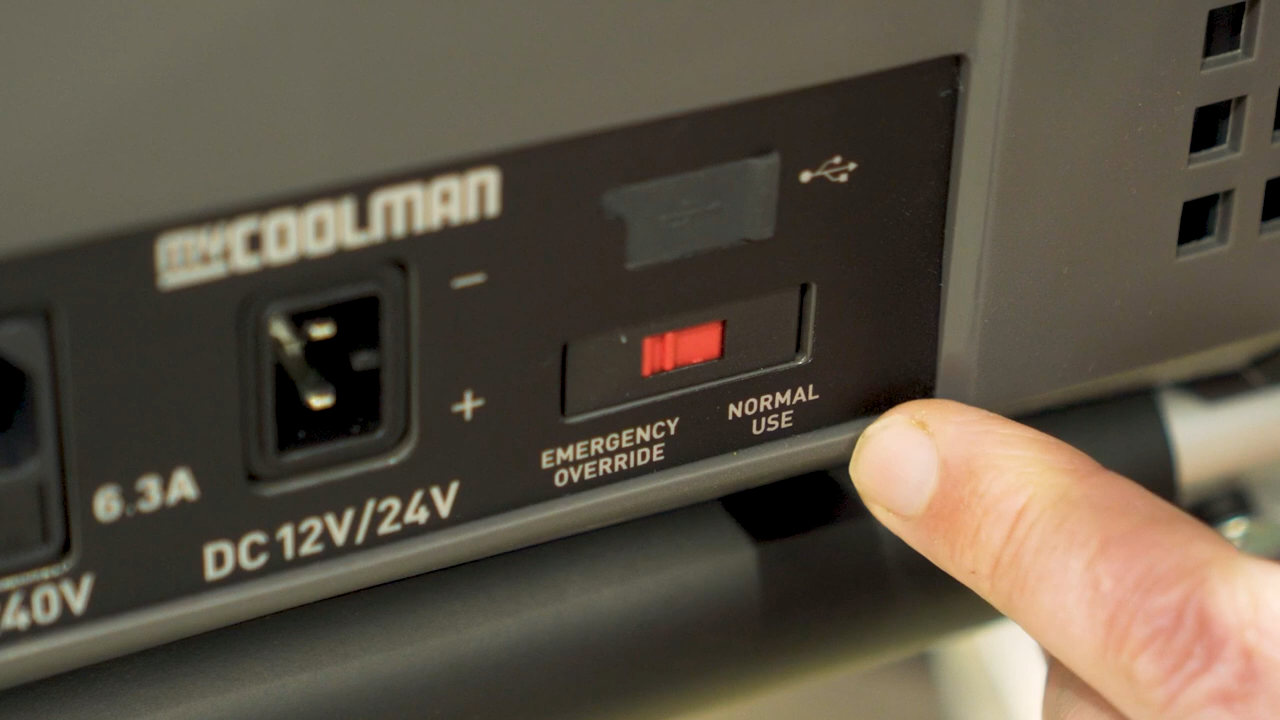 MYCOOLMAN
−
+
6.3A
DC 12V/24V
40V
EMERGENCY
OVERRIDE
NORMAL
USE